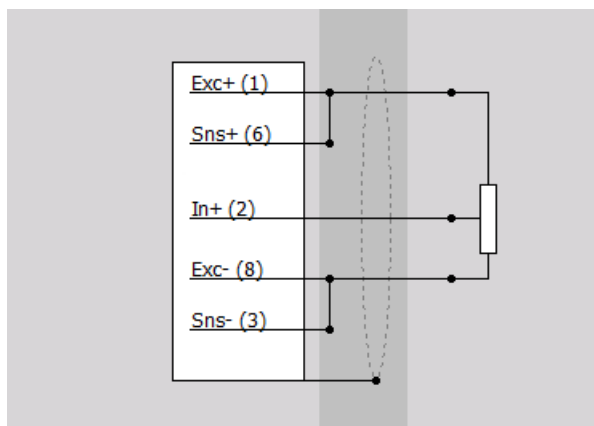 Exc+ (1)
Sns+ (6)
In+ (2)
Exc- (8)
Sns- (3)